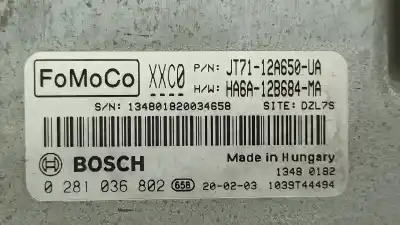 FoMoCo XXC0 P/N: JT71-12A650-UA
H/W: HA6A-12B684-MA
S/N: 134801820034658 SITE: DZL7S
BOSCH Made in Hungary
1348 0182
0 281 036 802 658 20-02-03 1039T44494